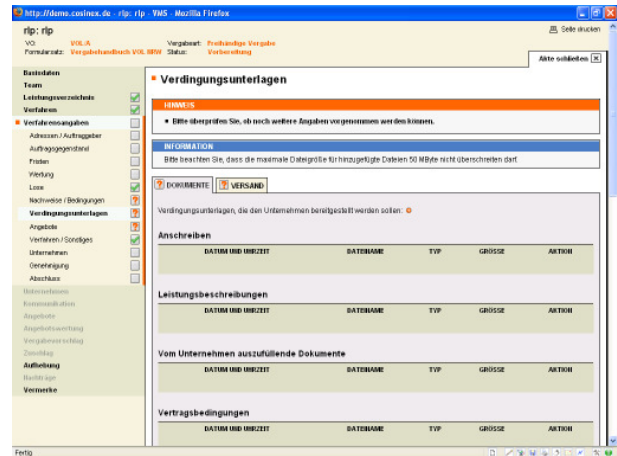 http://demo.cosinex.de - rlp: rlp - VMS - Mozilla Firefox
rlp: rlp
Seite drucken
VO: VOL/A Vergabeart: Freihändige Vergabe
Formularsatz: Vergabehandbuch VOL NRW Status: Vorbereitung
Akte schließen
Basisdaten
Team
Leistungsverzeichnis
Verfahren
Verfahrensangaben
Adressen / Auftraggeber
Auftragsgegenstand
Fristen
Wertung
Lose
Nachweise / Bedingungen
Verdingungsunterlagen
Angebote
Verfahren / Sonstiges
Unternehmen
Genehmigung
Abschluss
Unternehmen
Kommunikation
Angebote
Angebotswertung
Vergabevorschlag
Zuschlag
Aufhebung
Nachträge
Vermerke
Verdingungsunterlagen
HINWEIS
Bitte überprüfen Sie, ob noch weitere Angaben vorgenommen werden können.
INFORMATION
Bitte beachten Sie, dass die maximale Dateigröße für hinzugefügte Dateien 50 MByte nicht überschreiten darf.
DOKUMENTE VERSAND
Verdingungsunterlagen, die den Unternehmen bereitgestellt werden sollen:
Anschreiben
DATUM UND UHRZEIT DATEINAME TYP GRÖSSE AKTION
Leistungsbeschreibungen
DATUM UND UHRZEIT DATEINAME TYP GRÖSSE AKTION
Vom Unternehmen auszufüllende Dokumente
DATUM UND UHRZEIT DATEINAME TYP GRÖSSE AKTION
Vertragsbedingungen
DATUM UND UHRZEIT DATEINAME TYP GRÖSSE AKTION
Fertig